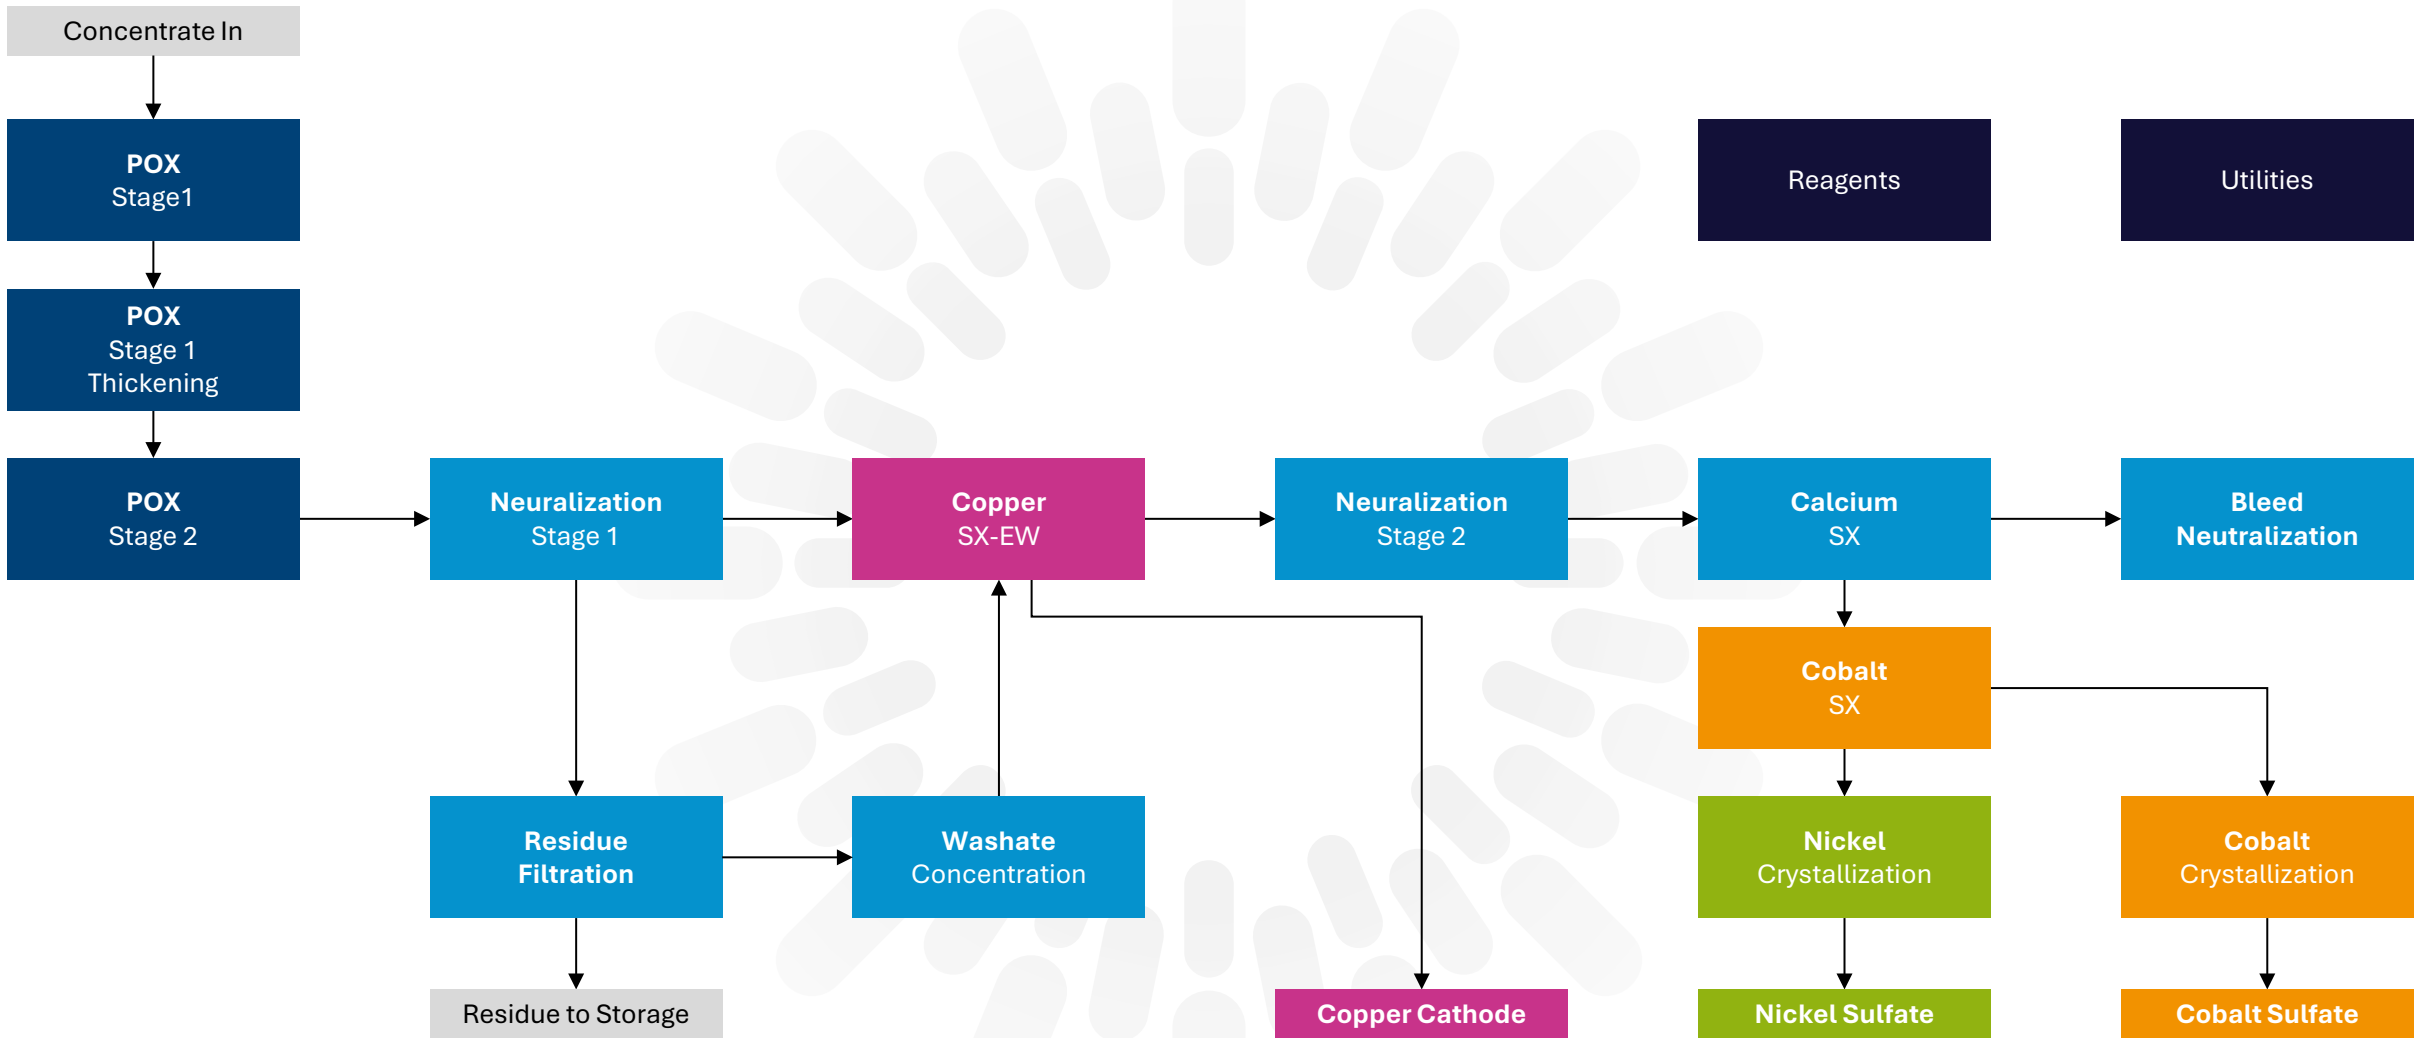 Concentrate In
POX
Stage1
Reagents
Utilities
POX
Stage 1
Thickening
POX
Stage 2
Neuralization
Stage 1
Copper
SX-EW
Neuralization
Stage 2
Calcium
SX
Bleed
Neutralization
Cobalt
SX
Residue
Filtration
Washate
Concentration
Nickel
Crystallization
Cobalt
Crystallization
Residue to Storage
Copper Cathode
Nickel Sulfate
Cobalt Sulfate